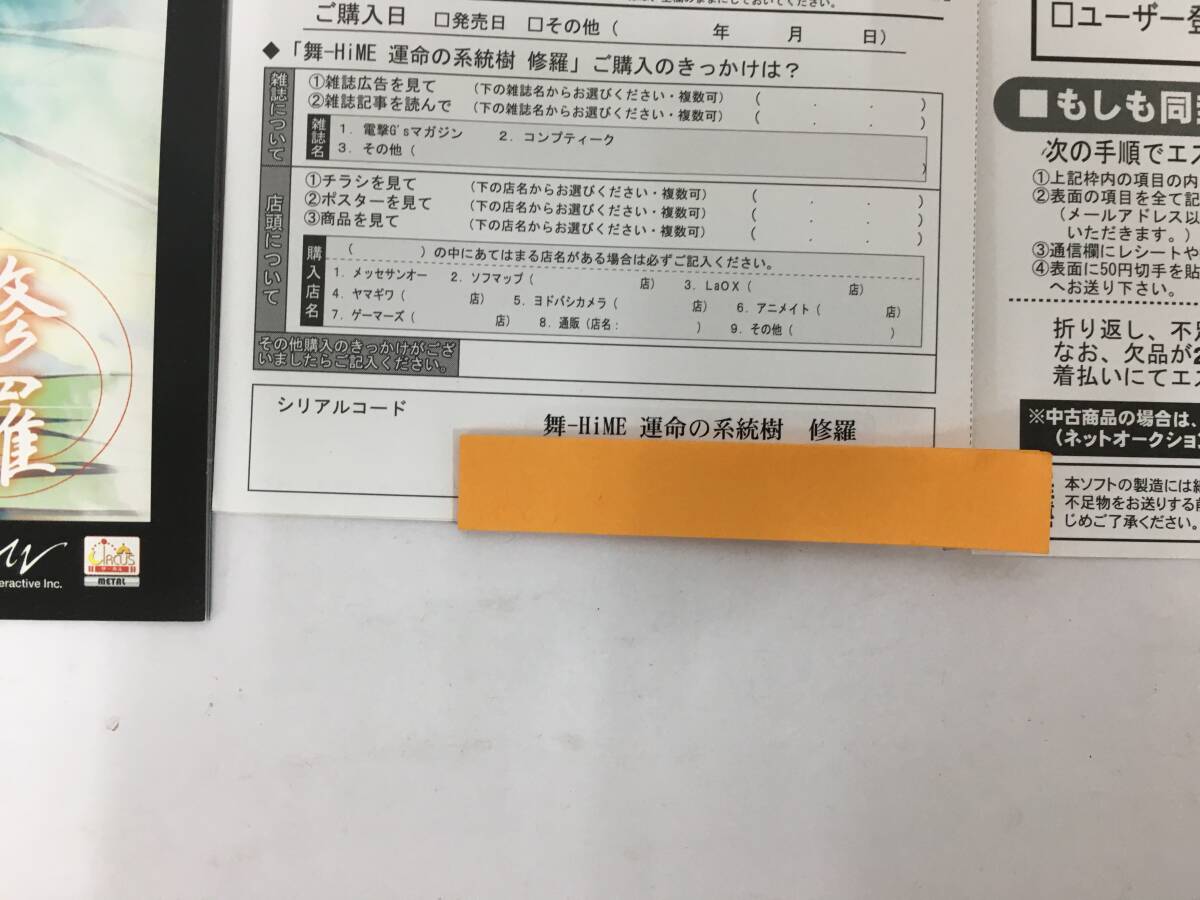 ご購入日 □発売日 □その他( 年 月 日)
◆「舞-HiME 運命の系統樹 修羅」ご購入のきっかけは?
雑誌について
①雑誌広告を見て (下の雑誌名からお選びください・複数可) ( . . )
②雑誌記事を読んで (下の雑誌名からお選びください・複数可) ( . . )
雑誌名
1. 電撃G'sマガジン 2. コンプティーク
3. その他( )
店頭について
①チラシを見て (下の店名からお選びください・複数可) ( . . )
②ポスターを見て (下の店名からお選びください・複数可) ( . . )
③商品を見て (下の店名からお選びください・複数可) ( . . )
購入店名
( )の中にあてはまる店名がある場合は必ずご記入ください。
1. メッセサンオー 2. ソフマップ( 店) 3. LaOX( 店)
4. ヤマギワ( 店) 5. ヨドバシカメラ( 店) 6. アニメイト( 店)
7. ゲーマーズ( 店) 8. 通販(店名: ) 9. その他( )
その他購入のきっかけがござ
いましたらご記入ください。
シリアルコード
舞-HiME 運命の系統樹 修羅
□ユーザー登
■もしも同
次の手順でエス
①上記枠内の項目の内
②表面の項目を全て記
(メールアドレス以
いただきます。)
③通信欄にレシートや
④表面に50円切手を貼
へお送り下さい。
折り返し、不足
なお、欠品が2
着払いにてエス
※中古商品の場合は、
(ネットオークショ
本ソフトの製造には
不足物をお送りする
じめご了承ください。
修羅
eractive Inc.
CIRCUS
サーカス
METAL